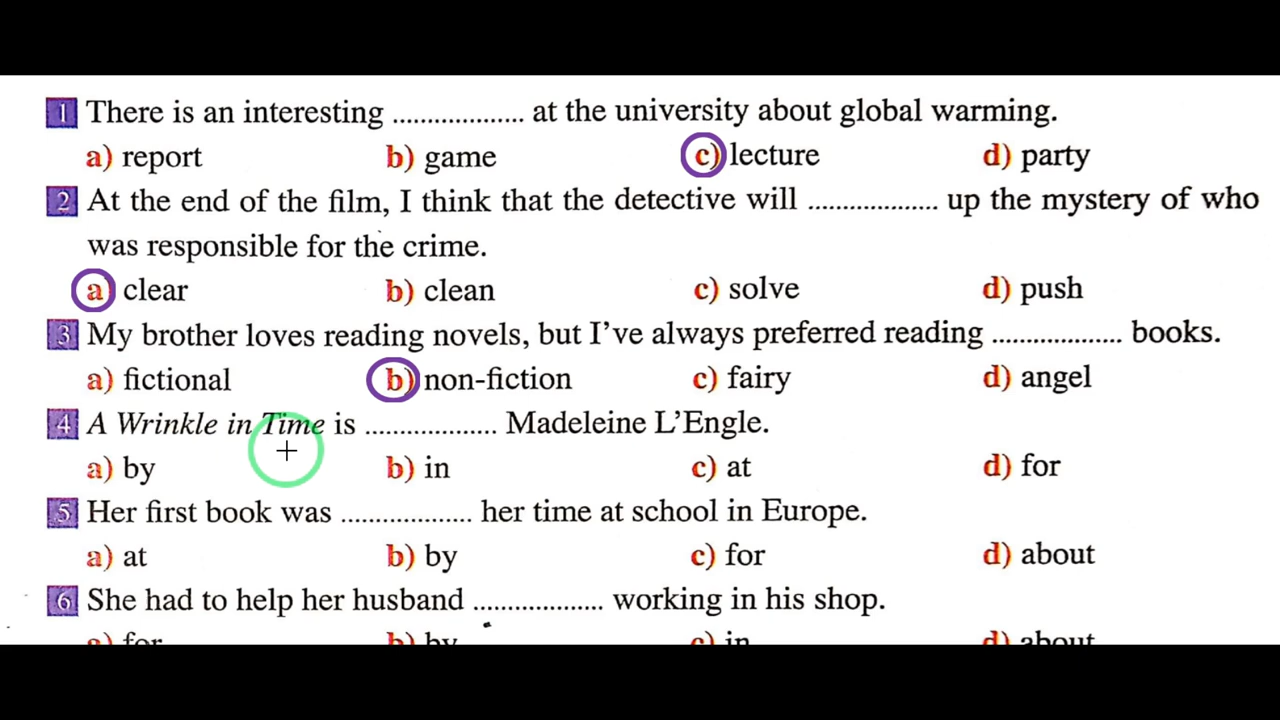 1 There is an interesting ................... at the university about global warming.
a) report b) game c) lecture d) party
2 At the end of the film, I think that the detective will ................... up the mystery of who
was responsible for the crime.
a) clear b) clean c) solve d) push
3 My brother loves reading novels, but I've always preferred reading ................... books.
a) fictional b) non-fiction c) fairy d) angel
4 A Wrinkle in Time is ................... Madeleine L'Engle.
a) by b) in c) at d) for
5 Her first book was ................... her time at school in Europe.
a) at b) by c) for d) about
6 She had to help her husband ................... working in his shop.
a) for b) by c) in d) about